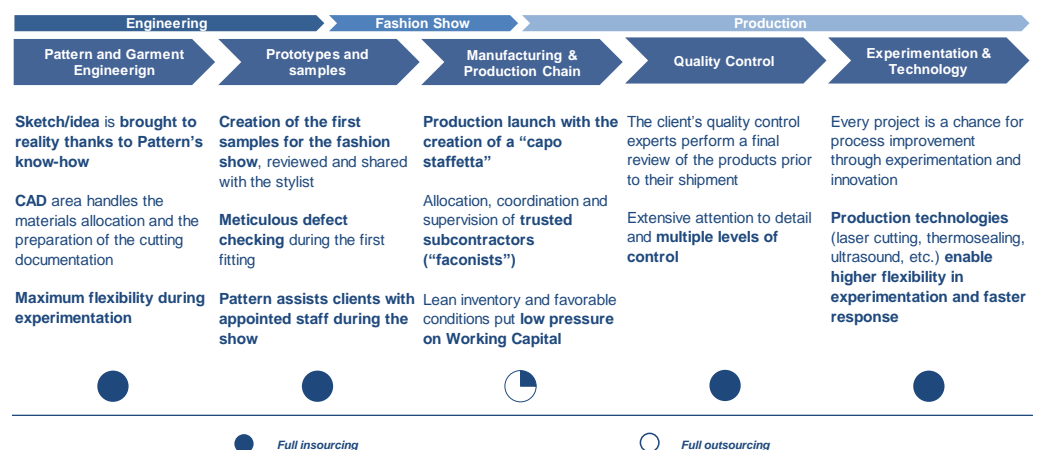 Engineering
Fashion Show
Production
Pattern and Garment
Engineerign
Prototypes and
samples
Manufacturing &
Production Chain
Quality Control
Experimentation &
Technology
Sketch/idea is brought to
reality thanks to Pattern's
know-how
CAD area handles the
materials allocation and the
preparation of the cutting
documentation
Maximum flexibility during
experimentation
Creation of the first
samples for the fashion
show, reviewed and shared
with the stylist
Meticulous defect
checking during the first
fitting
Pattern assists clients with
appointed staff during the
show
Production launch with the
creation of a “capo
staffetta”
Allocation, coordination and
supervision of trusted
subcontractors
(“faconists”)
Lean inventory and favorable
conditions put low pressure
on Working Capital
The client's quality control
experts perform a final
review of the products prior
to their shipment
Extensive attention to detail
and multiple levels of
control
Every project is a chance for
process improvement
through experimentation and
innovation
Production technologies
(laser cutting, thermosealing,
ultrasound, etc.) enable
higher flexibility in
experimentation and faster
response
Full insourcing
Full outsourcing